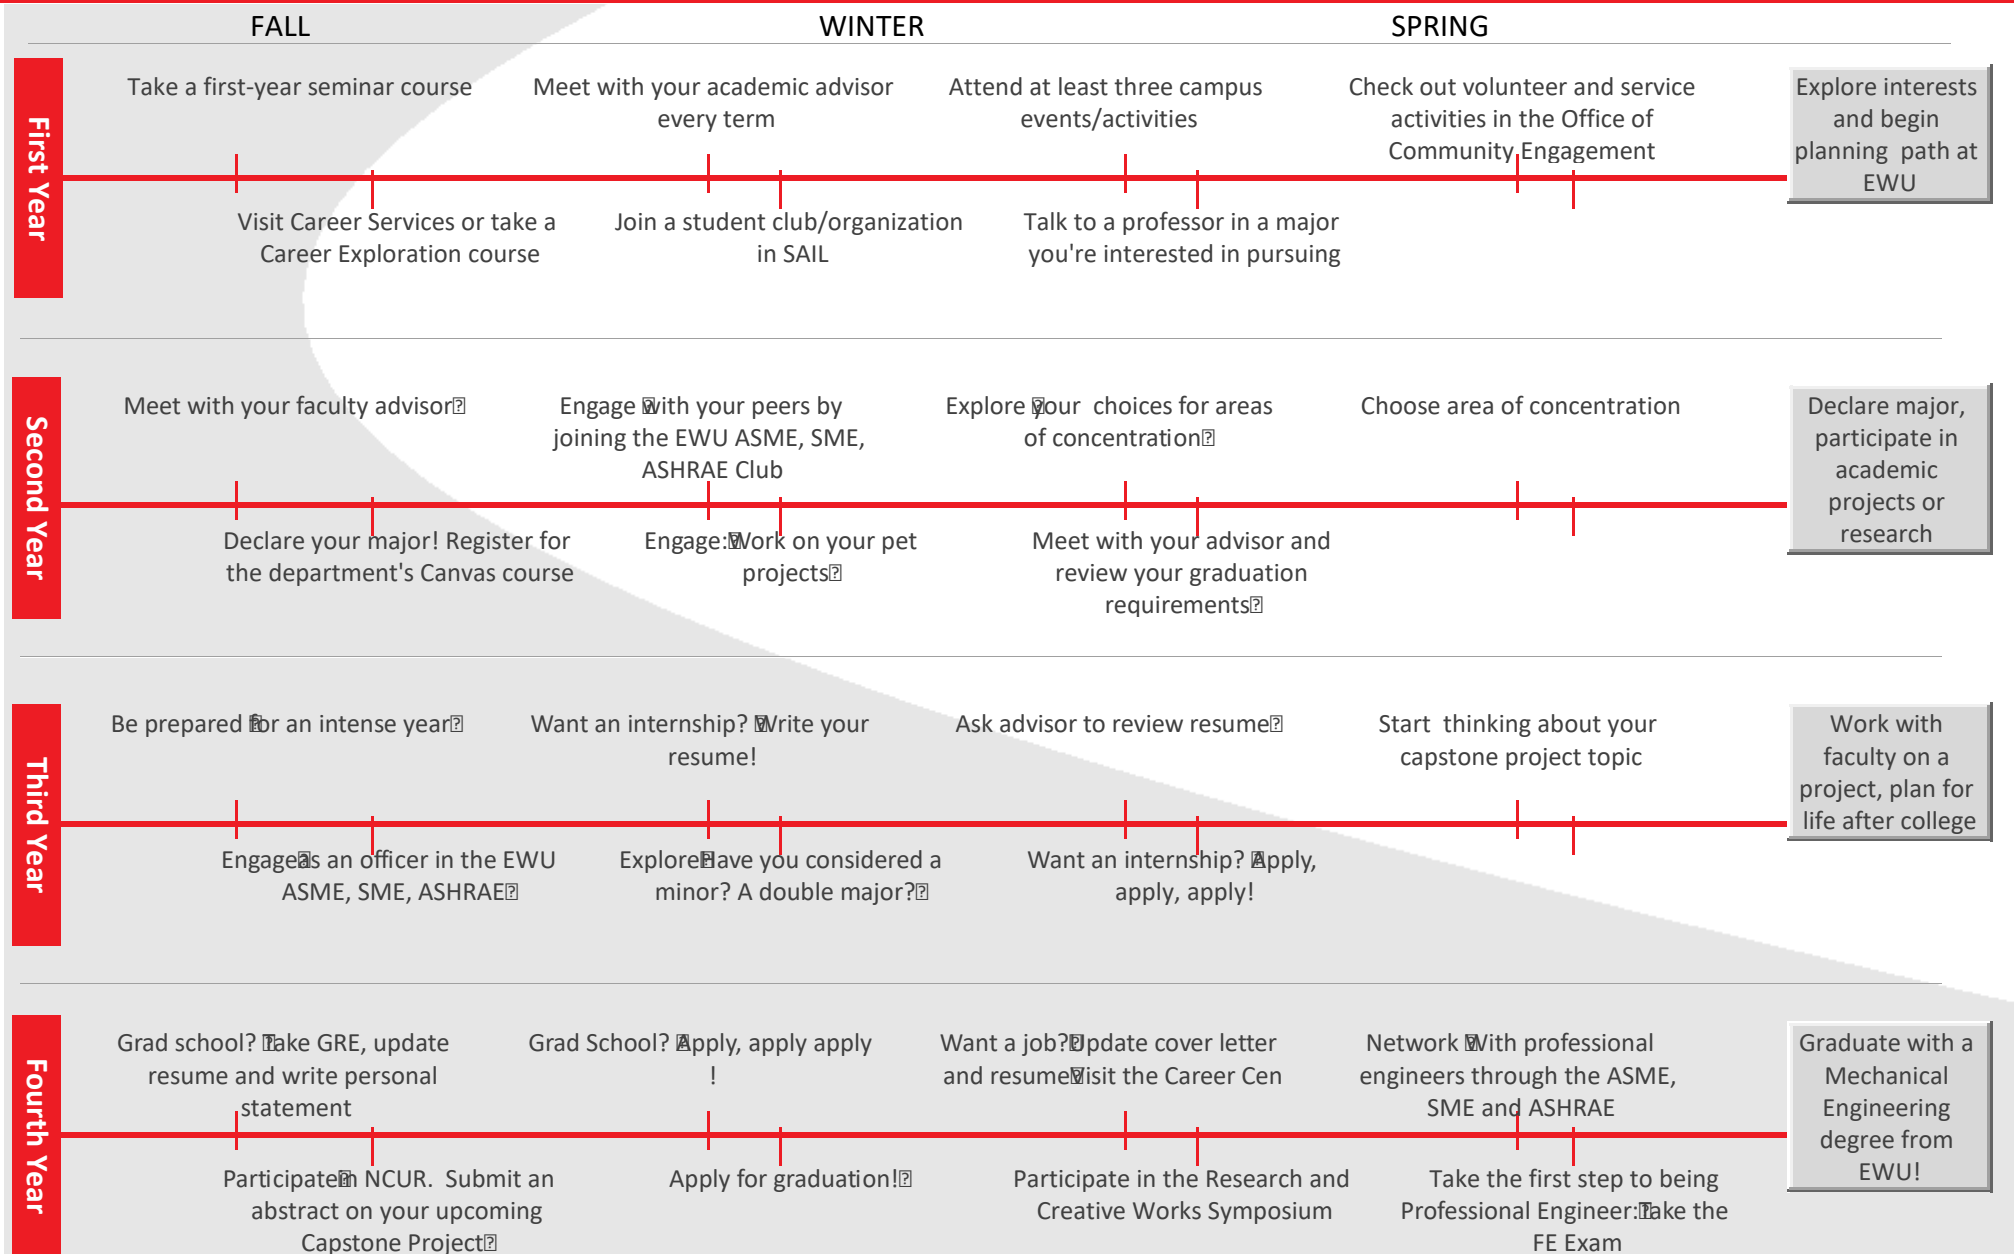 FALL
WINTER
SPRING
First Year
Take a first-year seminar course
Meet with your academic advisor
every term
Attend at least three campus
events/activities
Check out volunteer and service
activities in the Office of
Community Engagement
Visit Career Services or take a
Career Exploration course
Join a student club/organization
in SAIL
Talk to a professor in a major
you're interested in pursuing
Explore interests
and begin
planning path at
EWU
Second Year
Meet with your faculty advisor
Engage with your peers by
joining the EWU ASME, SME,
ASHRAE Club
Explore your choices for areas
of concentration
Choose area of concentration
Declare your major! Register for
the department's Canvas course
Engage: Work on your pet
projects
Meet with your advisor and
review your graduation
requirements
Declare major,
participate in
academic
projects or
research
Third Year
Be prepared for an intense year
Want an internship? Write your
resume!
Ask advisor to review resume
Start thinking about your
capstone project topic
Engage as an officer in the EWU
ASME, SME, ASHRAE
Explore Have you considered a
minor? A double major?
Want an internship? Apply,
apply, apply!
Work with
faculty on a
project, plan for
life after college
Fourth Year
Grad school? Take GRE, update
resume and write personal
statement
Grad School? Apply, apply apply
!
Want a job? Update cover letter
and resume Visit the Career Cen
Network With professional
engineers through the ASME,
SME and ASHRAE
Participate in NCUR. Submit an
abstract on your upcoming
Capstone Project
Apply for graduation!
Participate in the Research and
Creative Works Symposium
Take the first step to being
Professional Engineer: Take the
FE Exam
Graduate with a
Mechanical
Engineering
degree from
EWU!